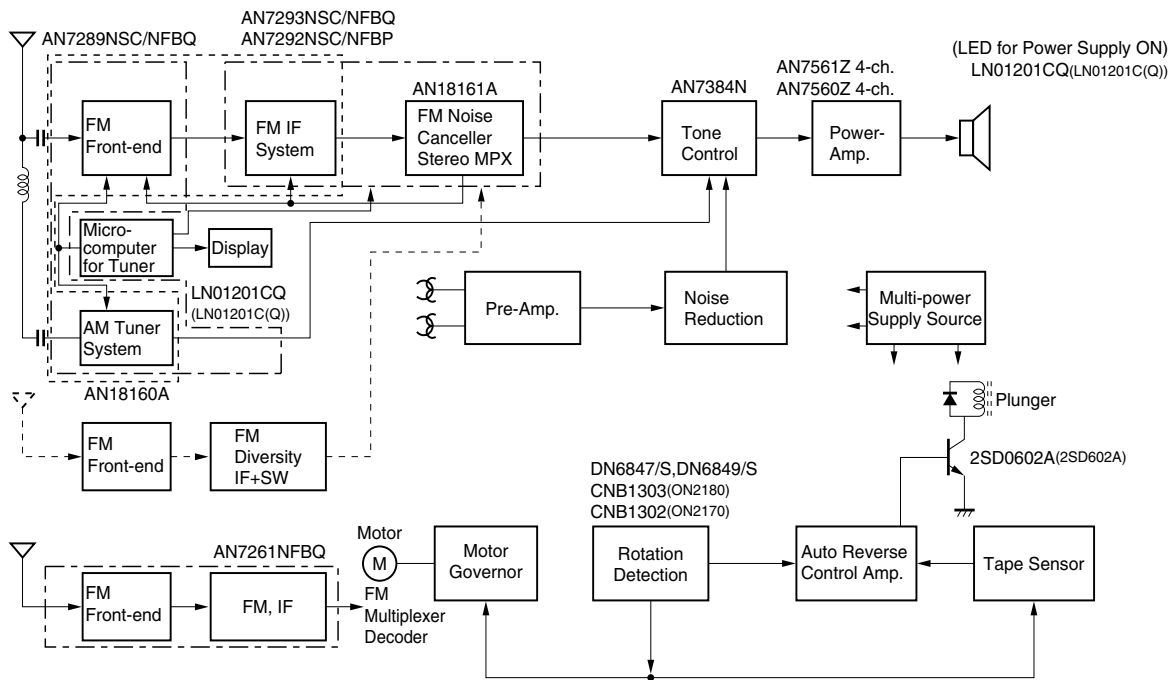 AN7293NSC/NFBQ
AN7292NSC/NFBP
AN7289NSC/NFBQ
(LED for Power Supply ON)
LN01201CQ(LN01201C(Q))
AN7561Z 4-ch.
AN7560Z 4-ch.
AN18161A
AN7384N
FM
Front-end
FM IF
System
FM Noise
Canceller
Stereo MPX
Tone
Control
Power-
Amp.
Micro-
computer
for Tuner
Display
LN01201CQ
(LN01201C(Q))
AM Tuner
System
AN18160A
Pre-Amp.
Noise
Reduction
Multi-power
Supply Source
Plunger
2SD0602A(2SD602A)
FM
Front-end
FM
Diversity
IF+SW
DN6847/S,DN6849/S
CNB1303(ON2180)
CNB1302(ON2170)
AN7261NFBQ
FM
Front-end
FM, IF
Motor
M
FM
Multiplexer
Decoder
Motor
Governor
Rotation
Detection
Auto Reverse
Control Amp.
Tape Sensor